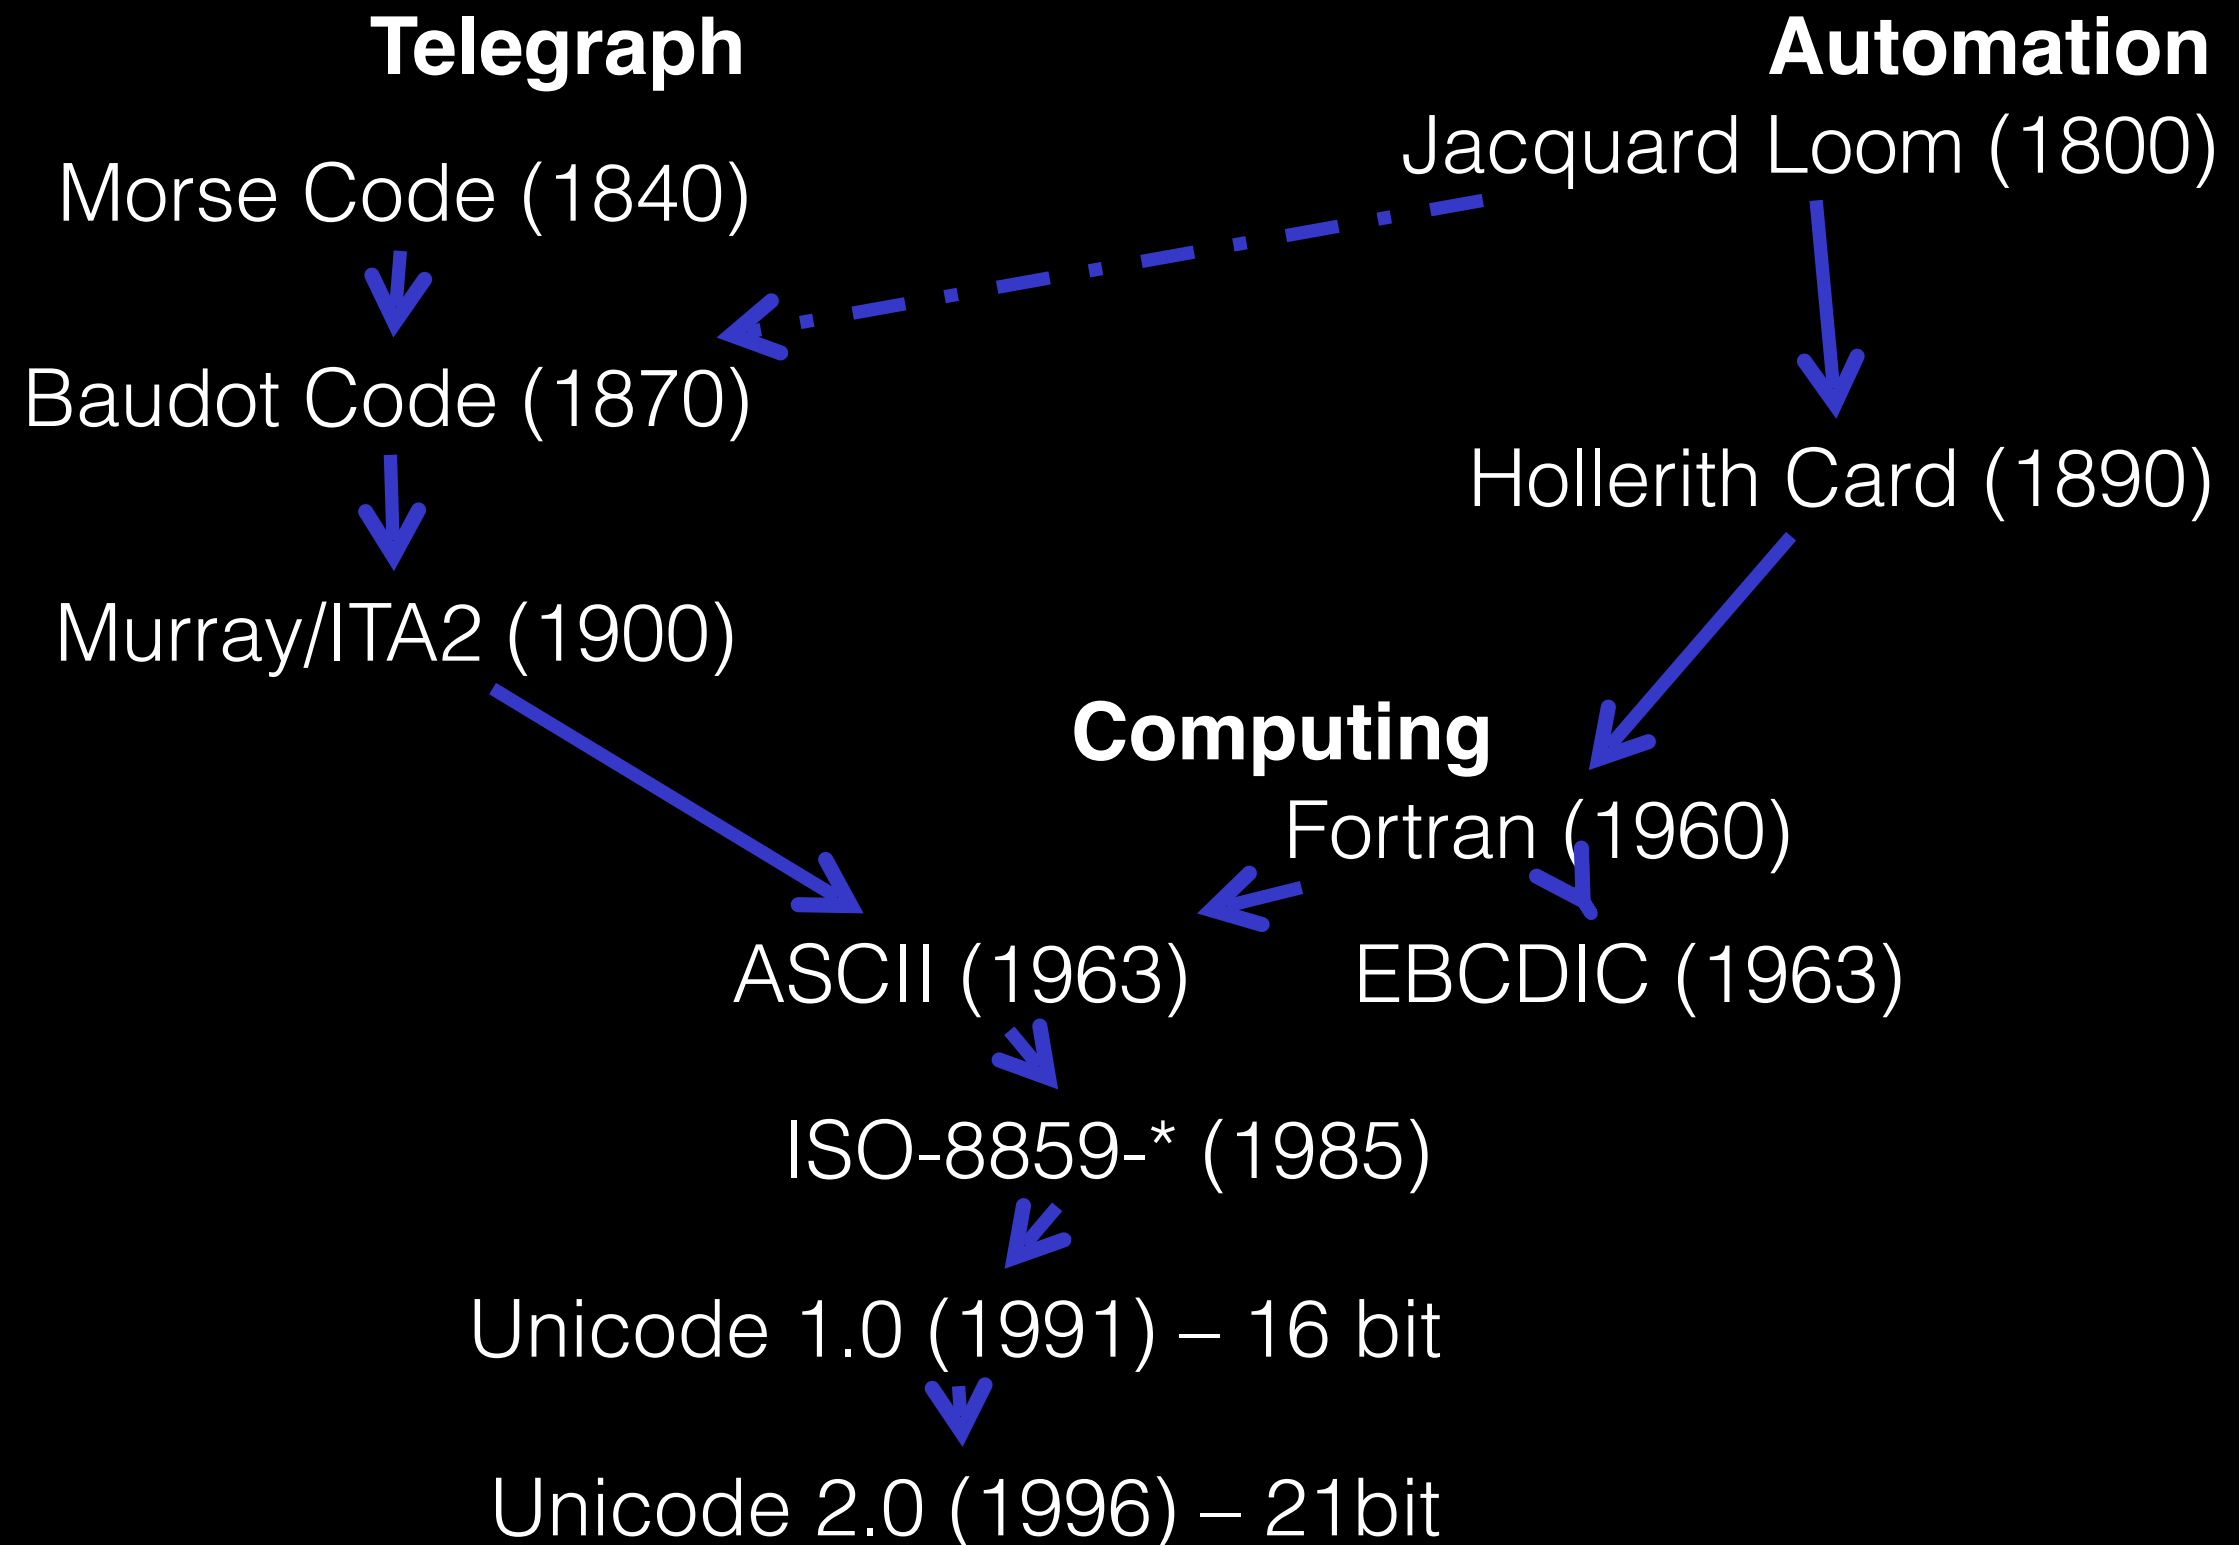 Telegraph
Automation
Jacquard Loom (1800)
Morse Code (1840)
Baudot Code (1870)
Hollerith Card (1890)
Murray/ITA2 (1900)
Computing
Fortran (1960)
ASCII (1963)
EBCDIC (1963)
ISO-8859-* (1985)
Unicode 1.0 (1991) – 16 bit
Unicode 2.0 (1996) – 21bit